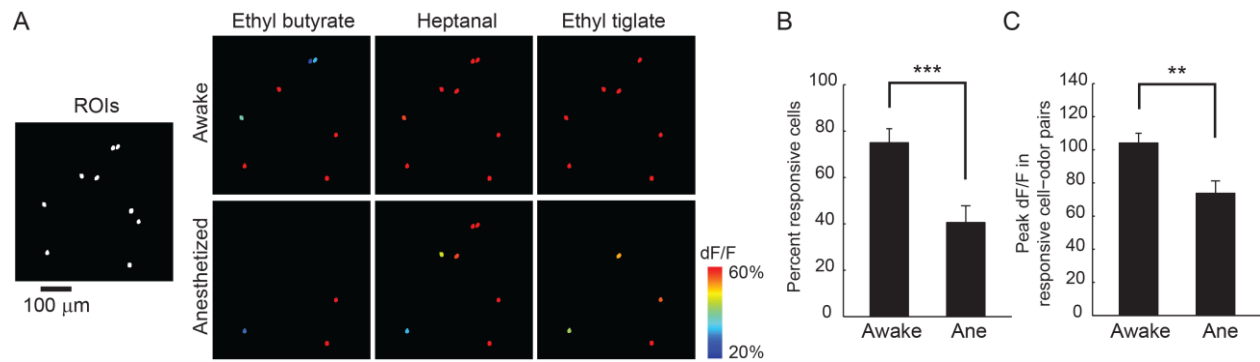 A
Ethyl butyrate
Heptanal
Ethyl tiglate
ROIs
Awake
Anesthetized
100 μm
dF/F
60%
20%
B
Percent responsive cells
100
80
60
40
20
0
***
Awake
Ane
C
Peak dF/F in
responsive cell−odor pairs
140
120
100
80
60
40
20
0
**
Awake
Ane